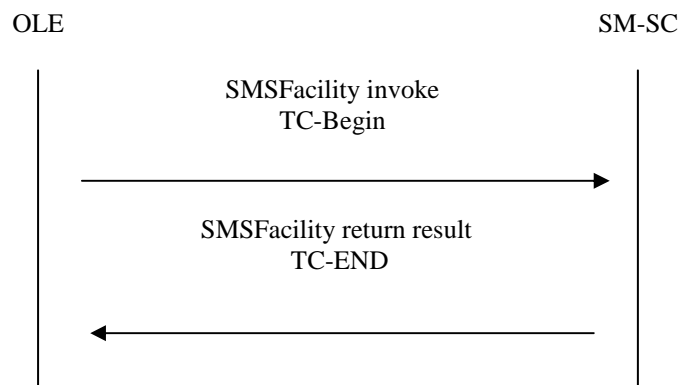 OLE
SM-SC
SMSFacility invoke
TC-Begin
SMSFacility return result
TC-END